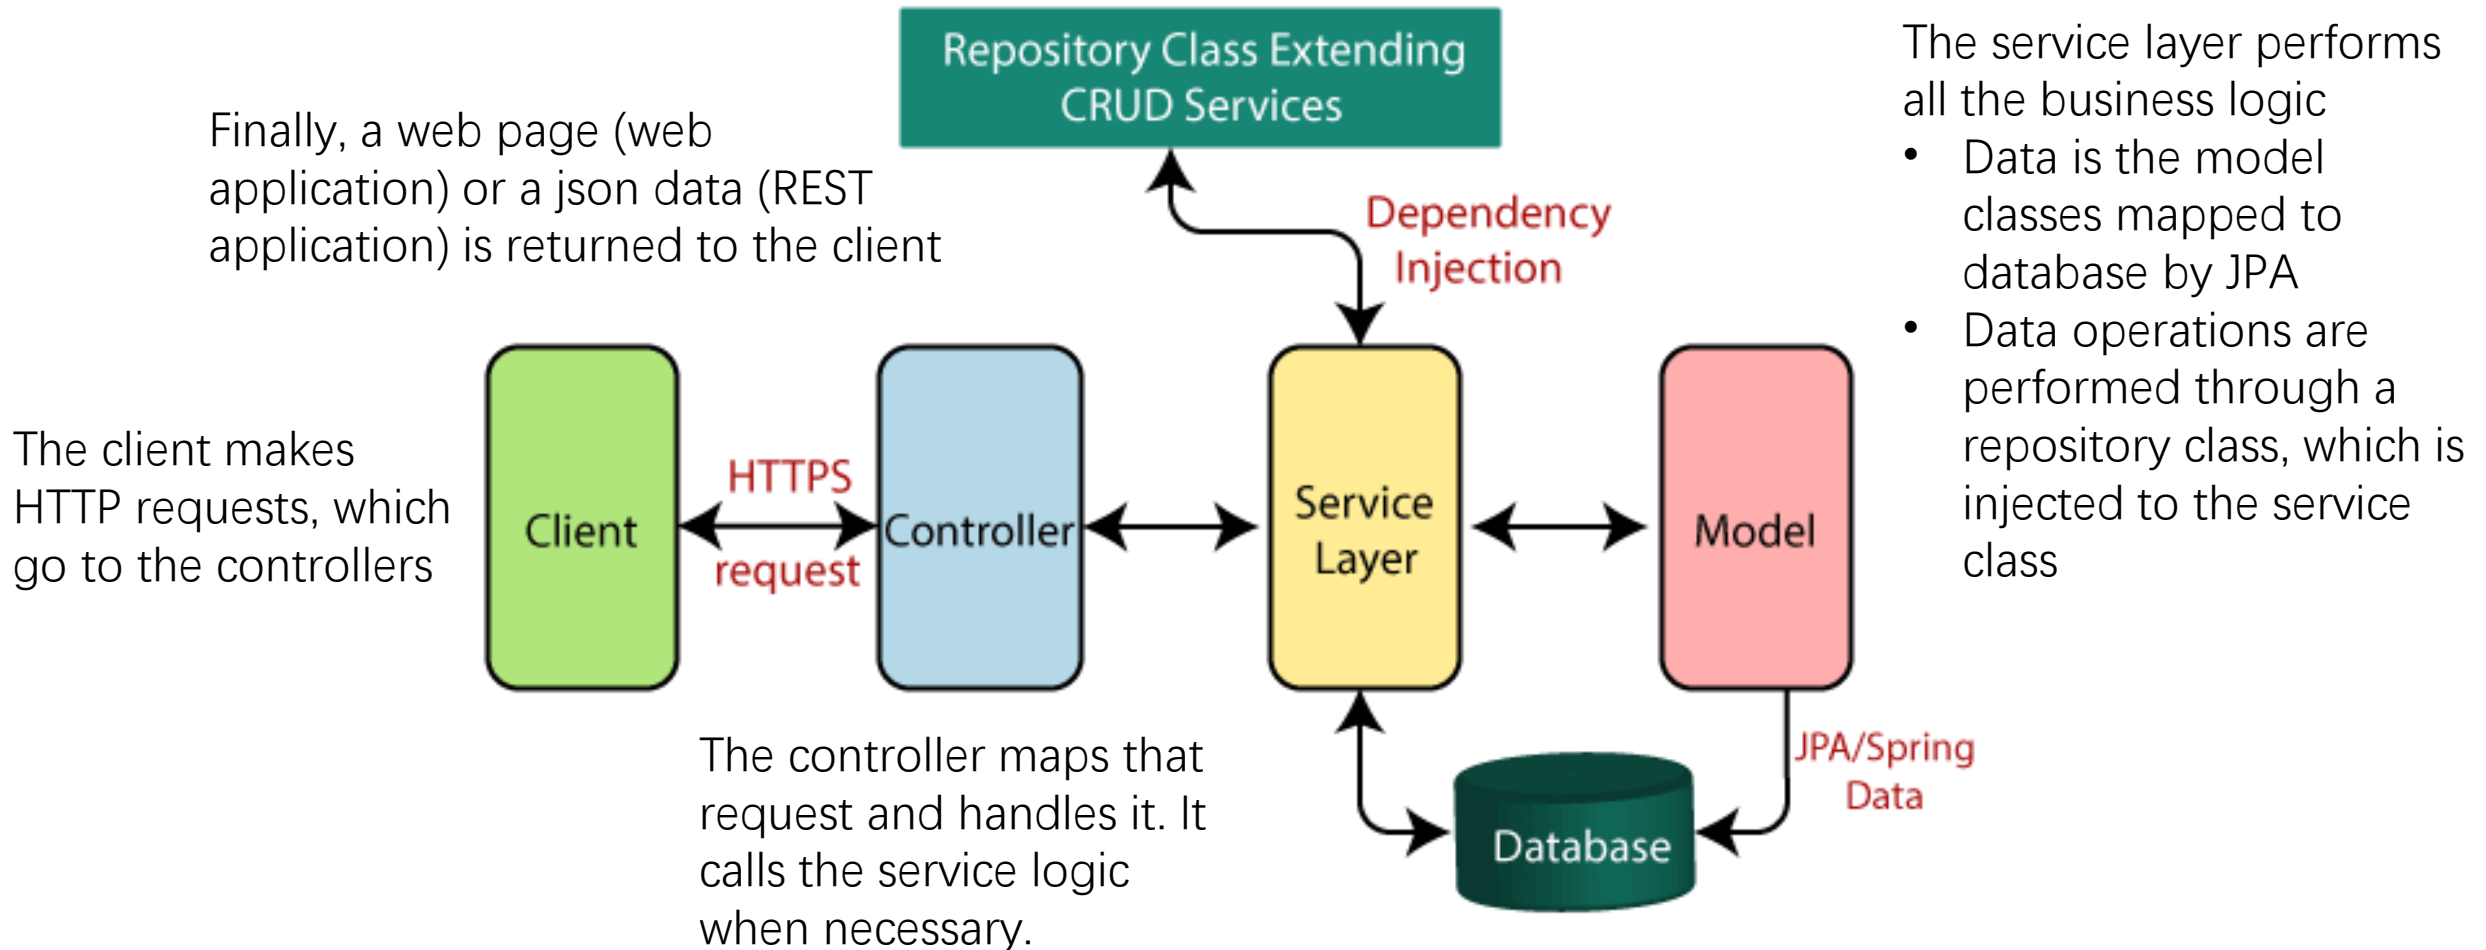 Repository Class Extending
CRUD Services
Finally, a web page (web
application) or a json data (REST
application) is returned to the client
Dependency
Injection
The service layer performs
all the business logic
• Data is the model
classes mapped to
database by JPA
• Data operations are
performed through a
repository class, which is
injected to the service
class
The client makes
HTTP requests, which
go to the controllers
Client
HTTPS
request
Controller
Service
Layer
Model
The controller maps that
request and handles it. It
calls the service logic
when necessary.
JPA/Spring
Data
Database